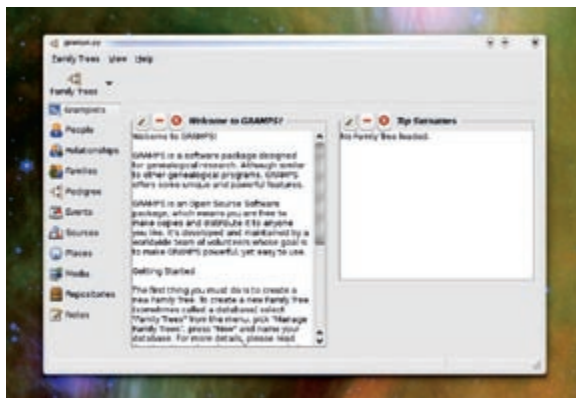 gramps.py
Family Trees View Help
Family Trees
Gramplets
People
Relationships
Families
Pedigree
Events
Sources
Places
Media
Repositories
Notes
Welcome to GRAMPS!
Welcome to GRAMPS!
GRAMPS is a software package designed
for genealogical research. Although similar
to other genealogical programs, GRAMPS
offers some unique and powerful features.
GRAMPS is an Open Source Software
package, which means you are free to
make copies and distribute it to anyone
you like. It's developed and maintained by a
worldwide team of volunteers whose goal is
to make GRAMPS powerful, yet easy to use.
Getting Started
The first thing you must do is to create a
new Family Tree. To create a new Family Tree
(sometimes called a database) select
"Family Trees" from the menu, pick "Manage
Family Trees", press "New" and name your
database. For more details, please read
Top Surnames
No Family Tree loaded.